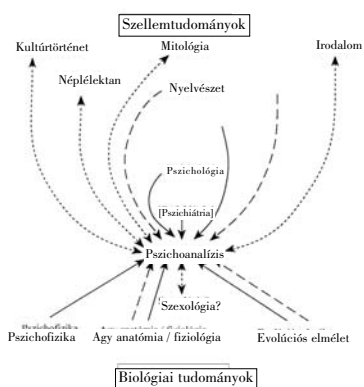 Szellemtudományok
Kultúrtörténet
Mitológia
Irodalom
Néplélektan
Nyelvészet
Pszichológia
[Pszichiátria]
Pszichoanalízis
Szexológia?
Pszichofizika
Agy anatómia / fiziológia
Evolúciós elmélet
Biológiai tudományok